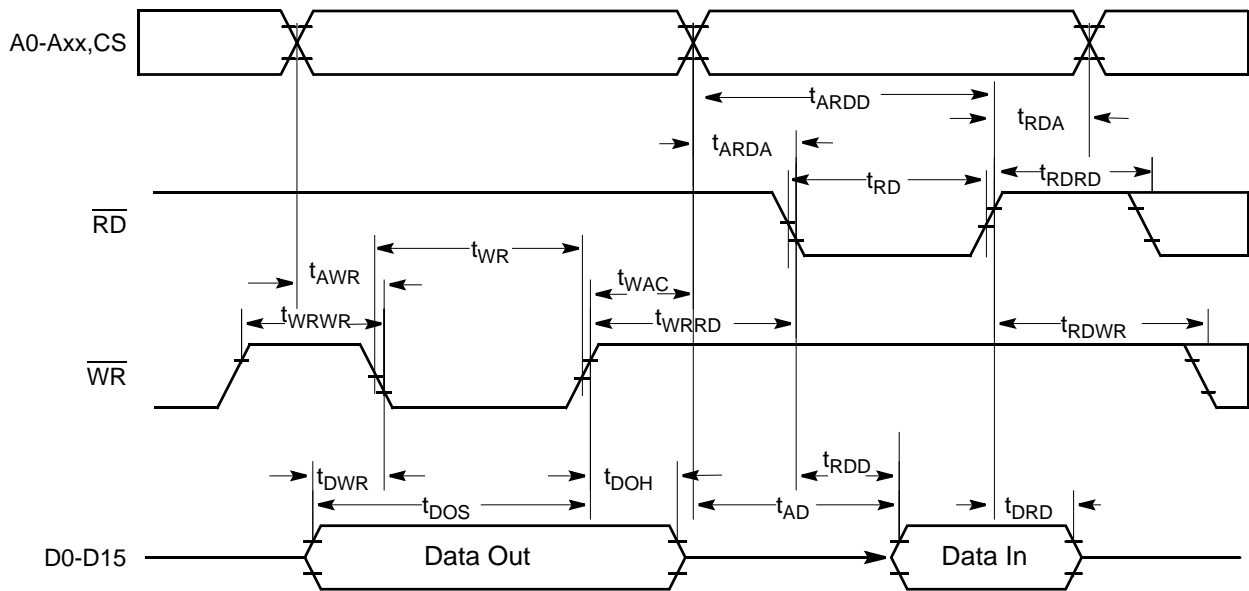 A0-Axx,CS
tARDD
tRDA
tARDA
tRD
tRDRD
RD
tWR
tAWR
tWAC
tWRWR
tWRRD
tRDWR
WR
tRDD
tDWR
tDOH
tDOS
tAD
tDRD
D0-D15
Data Out
Data In